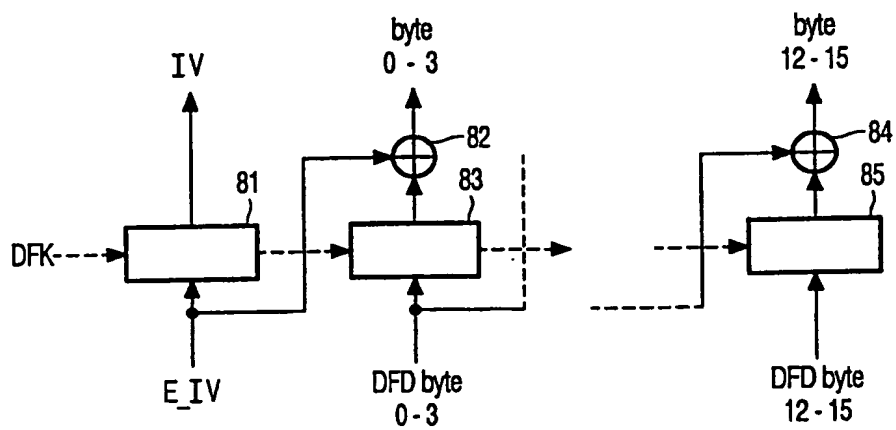 byte
0 - 3
byte
12 - 15
IV
82
84
81
83
85
DFK
E_IV
DFD byte
0 - 3
DFD byte
12 - 15